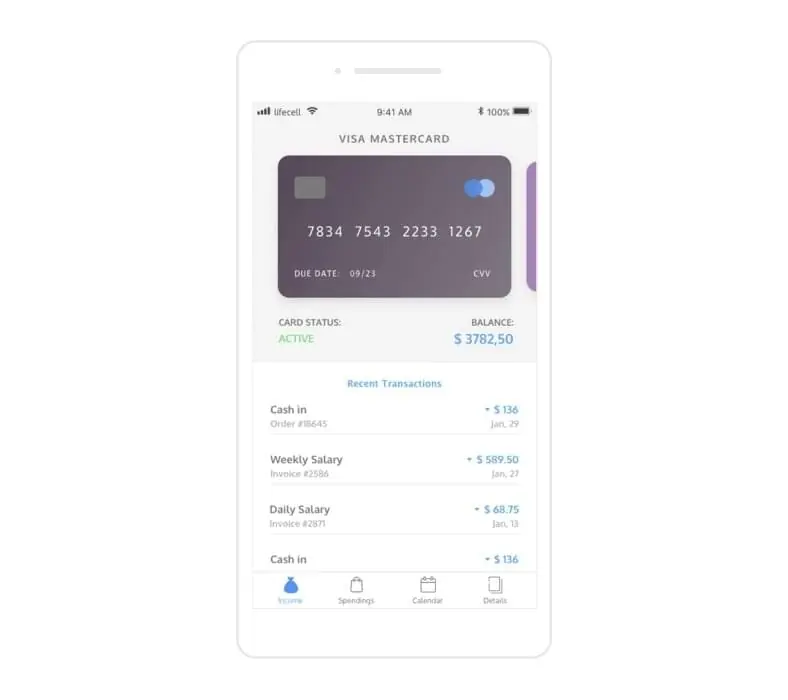 lifecell 9:41 AM 100%
VISA MASTERCARD
7834 7543 2233 1267
DUE DATE: 09/23 CVV
CARD STATUS: BALANCE:
ACTIVE $ 3782,50
Recent Transactions
Cash in $ 136
Order #18645 Jan, 29
Weekly Salary $ 589.50
Invoice #2586 Jan, 27
Daily Salary $ 68.75
Invoice #2871 Jan, 13
Cash in $ 136
Income Spendings Calendar Details